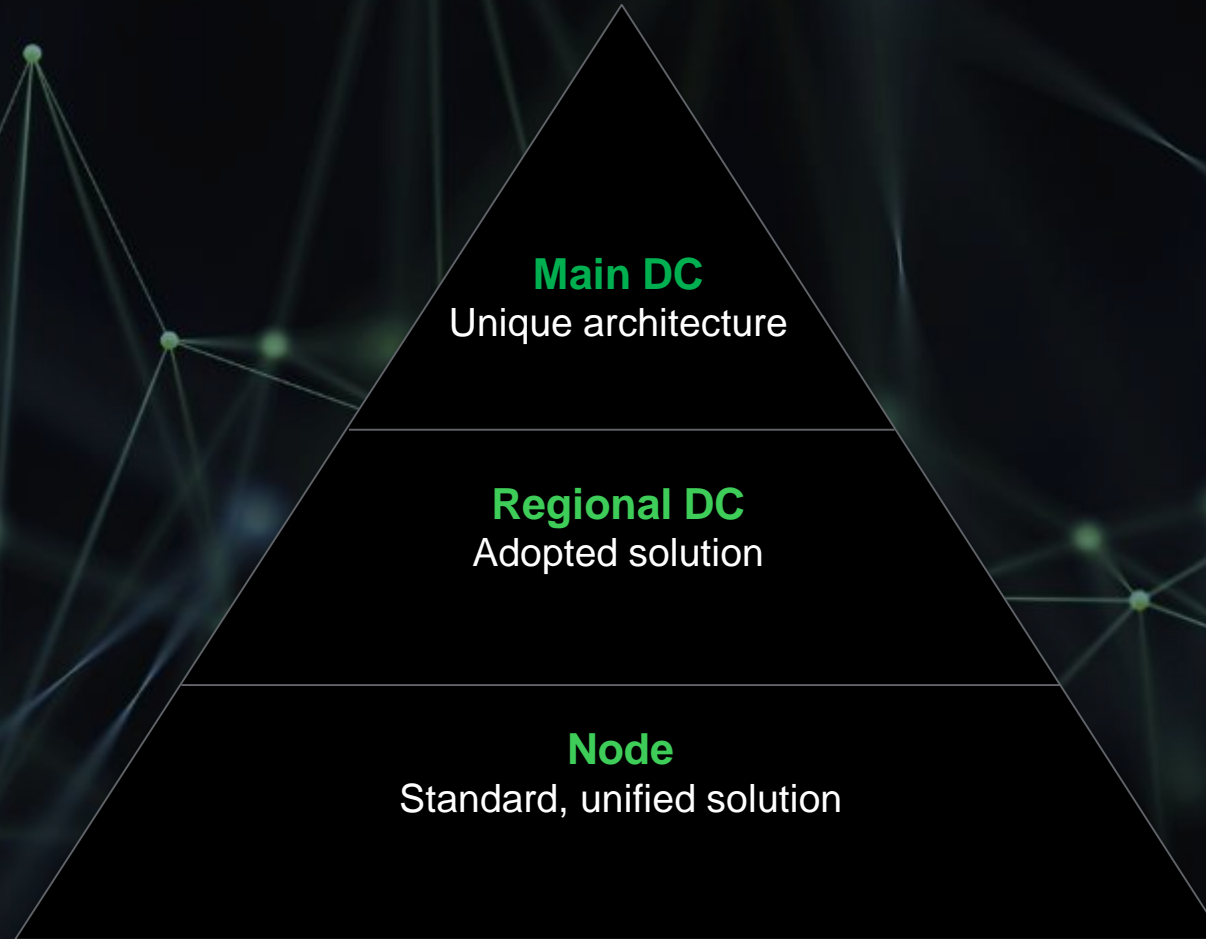 Main DC
Unique architecture
Regional DC
Adopted solution
Node
Standard, unified solution